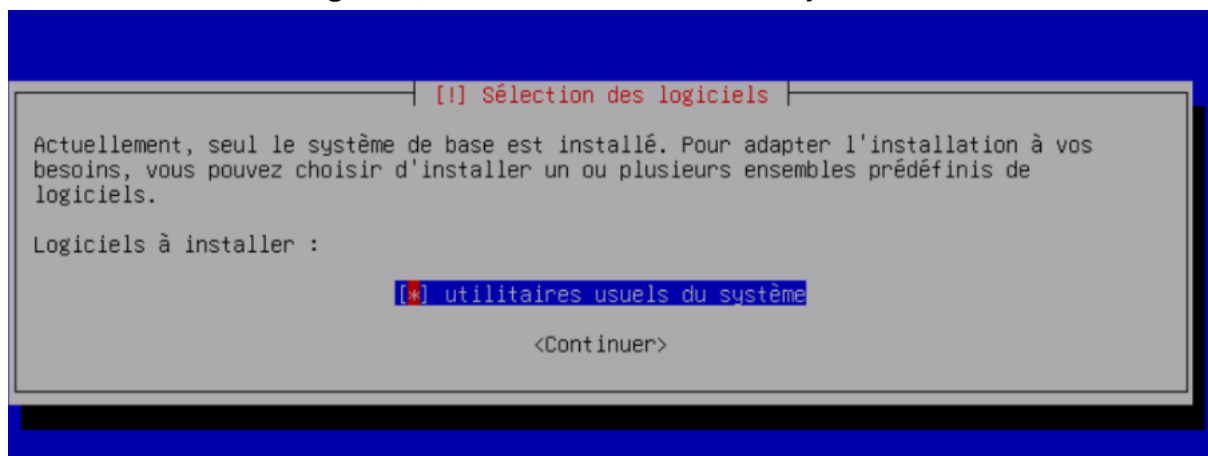 [!] Sélection des logiciels
Actuellement, seul le système de base est installé. Pour adapter l'installation à vos
besoins, vous pouvez choisir d'installer un ou plusieurs ensembles prédéfinis de
logiciels.
Logiciels à installer :
[*] utilitaires usuels du système
<Continuer>